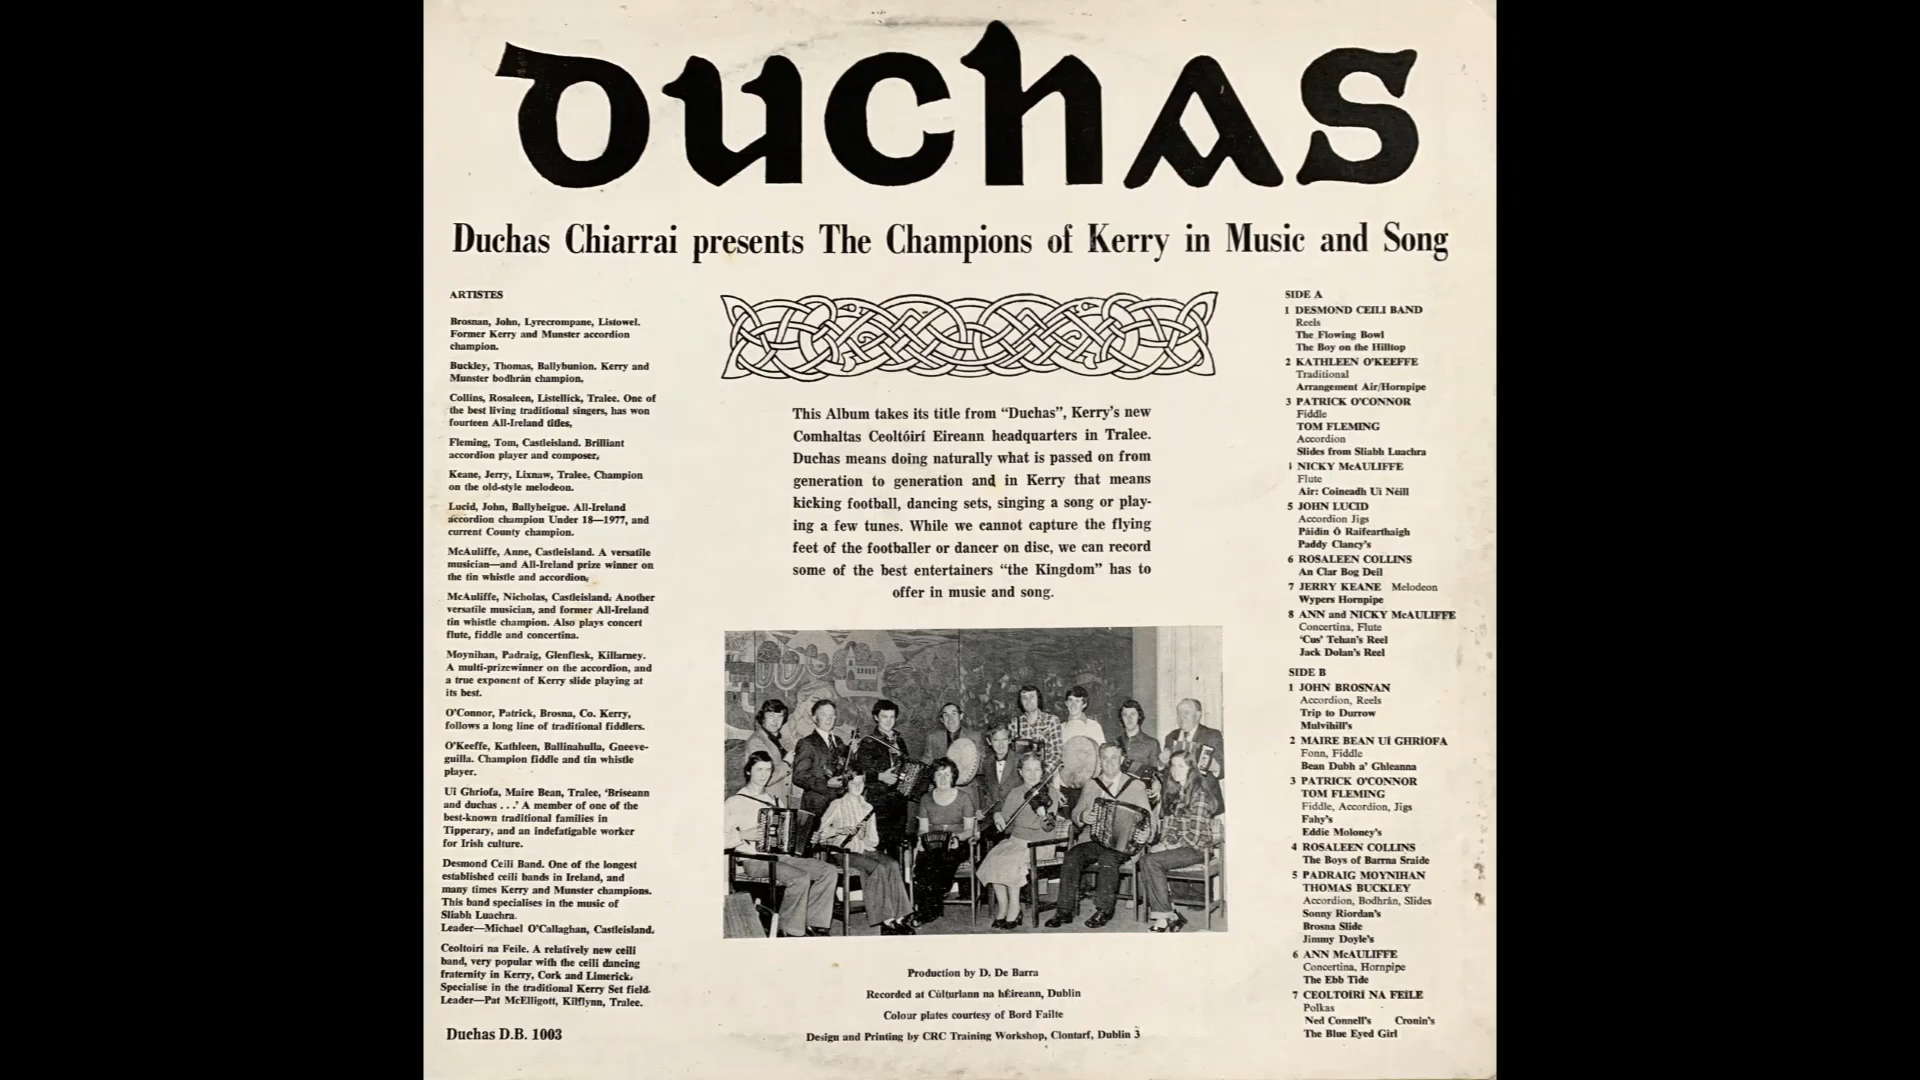 DUCHAS
Duchas Chiarrai presents The Champions of Kerry in Music and Song
ARTISTES
Brosnan, John, Lyrecrompane, Listowel.
Former Kerry and Munster accordion
champion.
Buckley, Thomas, Ballybunion. Kerry and
Munster bodhrán champion.
Collins, Rosaleen, Listellick, Tralee. One of
the best living traditional singers, has won
fourteen All-Ireland titles.
Fleming, Tom, Castleisland. Brilliant
accordion player and composer.
Keane, Jerry, Lixnaw, Tralee, Champion
on the old-style melodeon.
Lucid, John, Ballyheigue. All-Ireland
accordion champion Under 18—1977, and
current County champion.
McAuliffe, Anne, Castleisland. A versatile
musician—and All-Ireland prize winner on
the tin whistle and accordion.
McAuliffe, Nicholas, Castleisland. Another
versatile musician, and former All-Ireland
tin whistle champion. Also plays concert
flute, fiddle and concertina.
Moynihan, Padraig, Glenflesk, Killarney.
A multi-prizewinner on the accordion, and
a true exponent of Kerry slide playing at
its best.
O'Connor, Patrick, Brosna, Co. Kerry,
follows a long line of traditional fiddlers.
O'Keeffe, Kathleen, Ballinahulla, Gneeve-
guilla. Champion fiddle and tin whistle
player.
Uí Ghriofa, Maire Bean, Tralee, 'Briseann
and duchas . . .' A member of one of the
best-known traditional families in
Tipperary, and an indefatigable worker
for Irish culture.
Desmond Ceili Band. One of the longest
established ceili bands in Ireland, and
many times Kerry and Munster champions.
This band specialises in the music of
Sliabh Luachra.
Leader—Michael O'Callaghan, Castleisland.
Ceoltoirí na Feile. A relatively new ceili
band, very popular with the ceili dancing
fraternity in Kerry, Cork and Limerick.
Specialise in the traditional Kerry Set field.
Leader—Pat McElligott, Kilflynn, Tralee.
Duchas D.B. 1003
This Album takes its title from "Duchas", Kerry's new
Comhaltas Ceoltóirí Eireann headquarters in Tralee.
Duchas means doing naturally what is passed on from
generation to generation and in Kerry that means
kicking football, dancing sets, singing a song or play-
ing a few tunes. While we cannot capture the flying
feet of the footballer or dancer on disc, we can record
some of the best entertainers "the Kingdom" has to
offer in music and song.
Production by D. De Barra
Recorded at Cúlturlann na hÉireann, Dublin
Colour plates courtesy of Bord Failte
Design and Printing by CRC Training Workshop, Clontarf, Dublin 3
SIDE A
1 DESMOND CEILI BAND
Reels
The Flowing Bowl
The Boy on the Hilltop
2 KATHLEEN O'KEEFFE
Traditional
Arrangement Air/Hornpipe
3 PATRICK O'CONNOR
Fiddle
TOM FLEMING
Accordion
Slides from Sliabh Luachra
4 NICKY McAULIFFE
Flute
Air: Coineadh Uí Néill
5 JOHN LUCID
Accordion Jigs
Páidín Ó Raifearthaigh
Paddy Clancy's
6 ROSALEEN COLLINS
An Clar Bog Deil
7 JERRY KEANE Melodeon
Wypers Hornpipe
8 ANN and NICKY McAULIFFE
Concertina, Flute
'Cus' Tehan's Reel
Jack Dolan's Reel
SIDE B
1 JOHN BROSNAN
Accordion, Reels
Trip to Durrow
Mulvihill's
2 MAIRE BEAN UÍ GHRÍOFA
Fonn, Fiddle
Bean Dubh a' Ghleanna
3 PATRICK O'CONNOR
TOM FLEMING
Fiddle, Accordion, Jigs
Fahy's
Eddie Moloney's
4 ROSALEEN COLLINS
The Boys of Barrna Sraide
5 PADRAIG MOYNIHAN
THOMAS BUCKLEY
Accordion, Bodhrán, Slides
Sonny Riordan's
Brosna Slide
Jimmy Doyle's
6 ANN McAULIFFE
Concertina, Hornpipe
The Ebb Tide
7 CEOLTOIRÍ NA FEILE
Polkas
Ned Connell's Cronin's
The Blue Eyed Girl